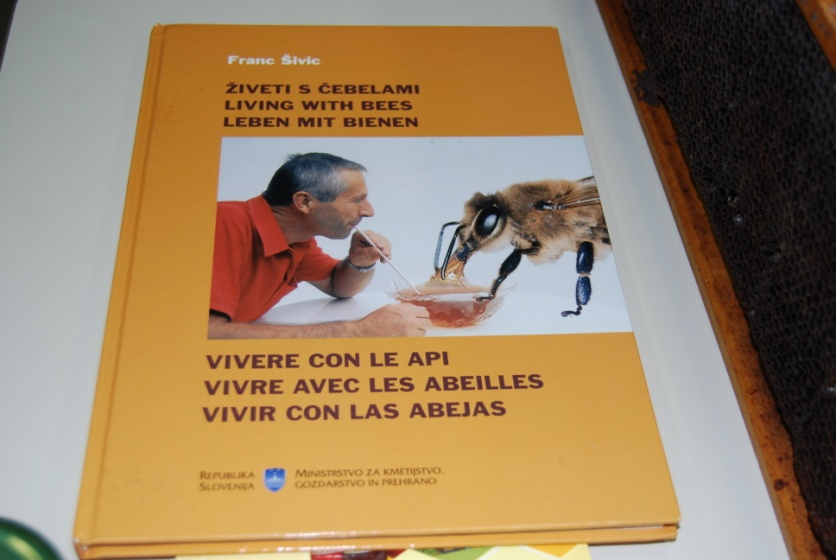 Franc Šivic
ŽIVETI S ČEBELAMI
LIVING WITH BEES
LEBEN MIT BIENEN
VIVERE CON LE API
VIVRE AVEC LES ABEILLES
VIVIR CON LAS ABEJAS
REPUBLIKA
SLOVENIJA
MINISTRSTVO ZA KMETIJSTVO,
GOZDARSTVO IN PREHRANO